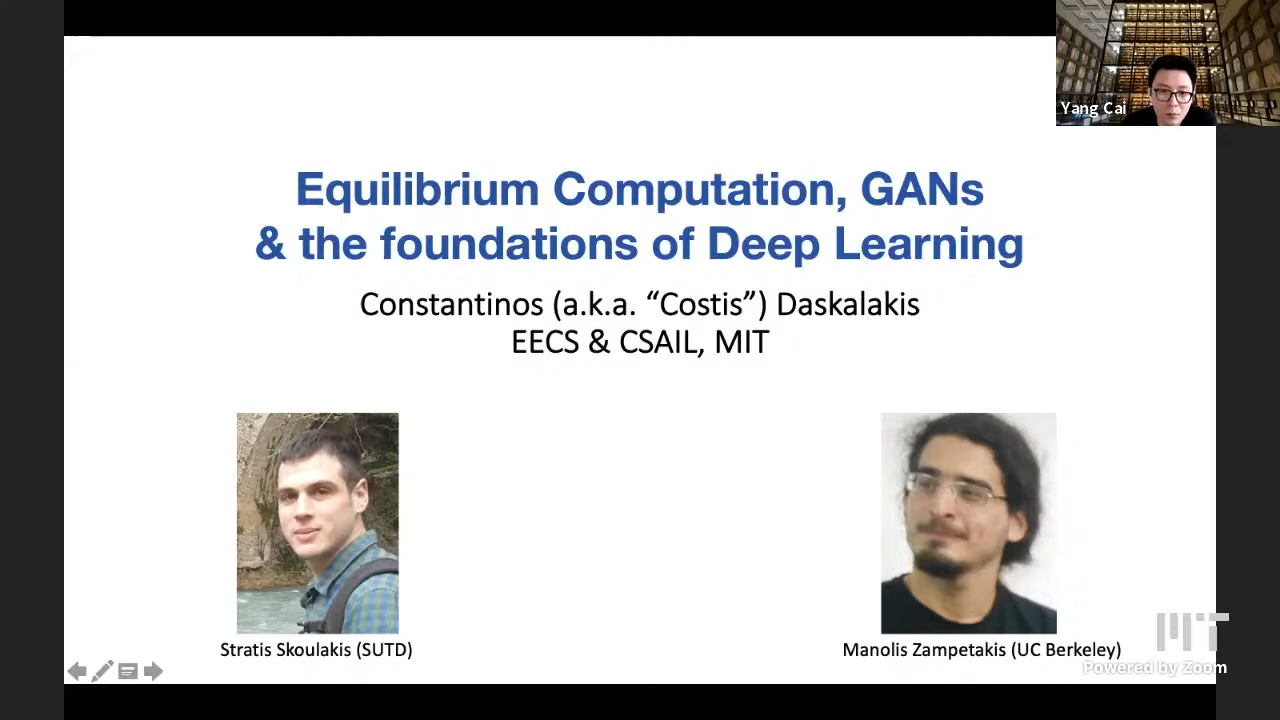 Yang Cai
Equilibrium Computation, GANs
& the foundations of Deep Learning
Constantinos (a.k.a. “Costis”) Daskalakis
EECS & CSAIL, MIT
Stratis Skoulakis (SUTD)
Manolis Zampetakis (UC Berkeley)
MIT
Powered by Zoom